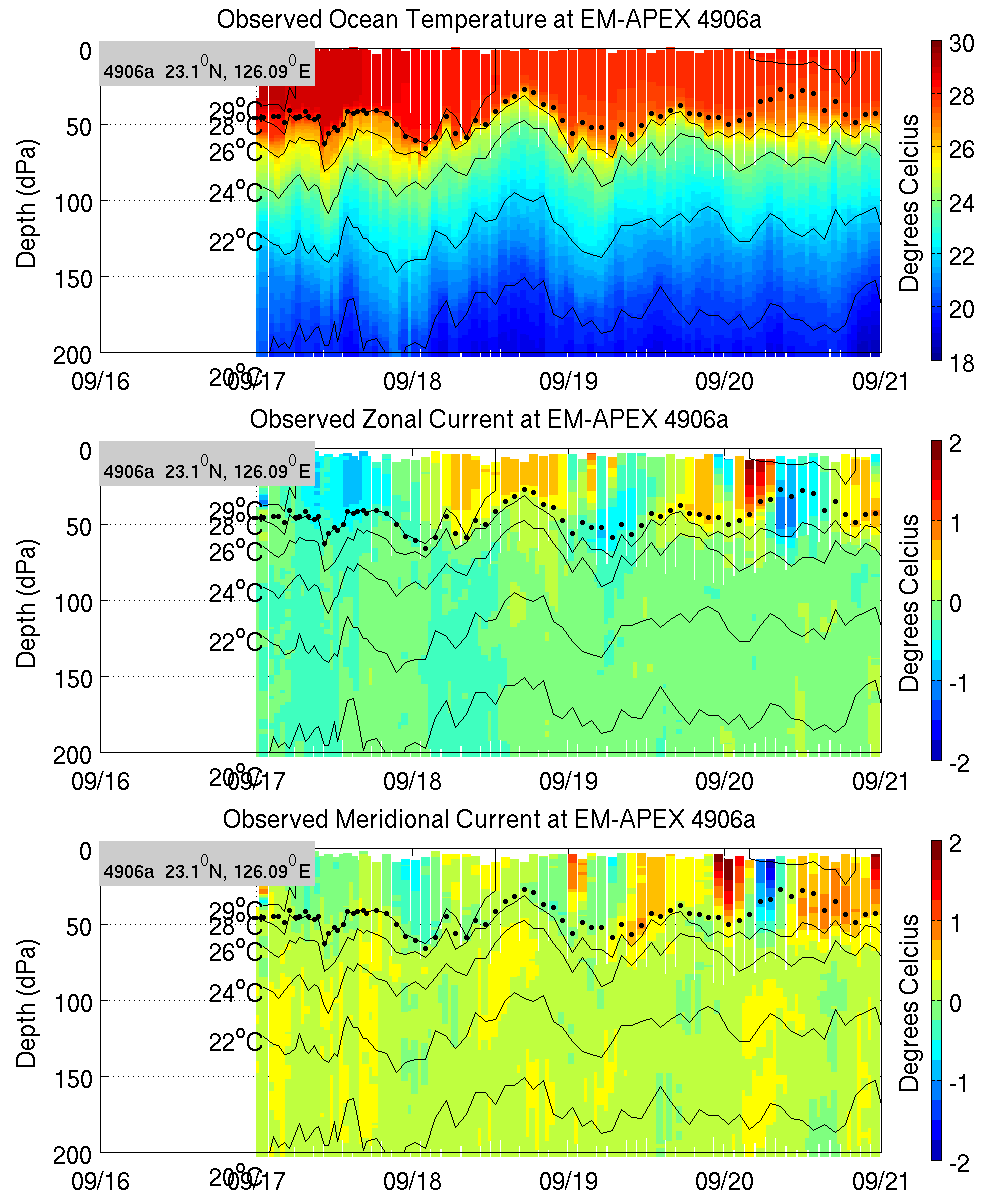 Observed Ocean Temperature at EM-APEX 4906a
0
50
100
150
200
Depth (dPa)
4906a 23.1⁰N, 126.09⁰E
29°C
28°C
26°C
24°C
22°C
20°C
09/16
09/17
09/18
09/19
09/20
09/21
30
28
26
24
22
20
18
Degrees Celcius
Observed Zonal Current at EM-APEX 4906a
0
50
100
150
200
Depth (dPa)
4906a 23.1⁰N, 126.09⁰E
29°C
28°C
26°C
24°C
22°C
20°C
09/16
09/17
09/18
09/19
09/20
09/21
2
1
0
-1
-2
Degrees Celcius
Observed Meridional Current at EM-APEX 4906a
0
50
100
150
200
Depth (dPa)
4906a 23.1⁰N, 126.09⁰E
29°C
28°C
26°C
24°C
22°C
20°C
09/16
09/17
09/18
09/19
09/20
09/21
2
1
0
-1
-2
Degrees Celcius